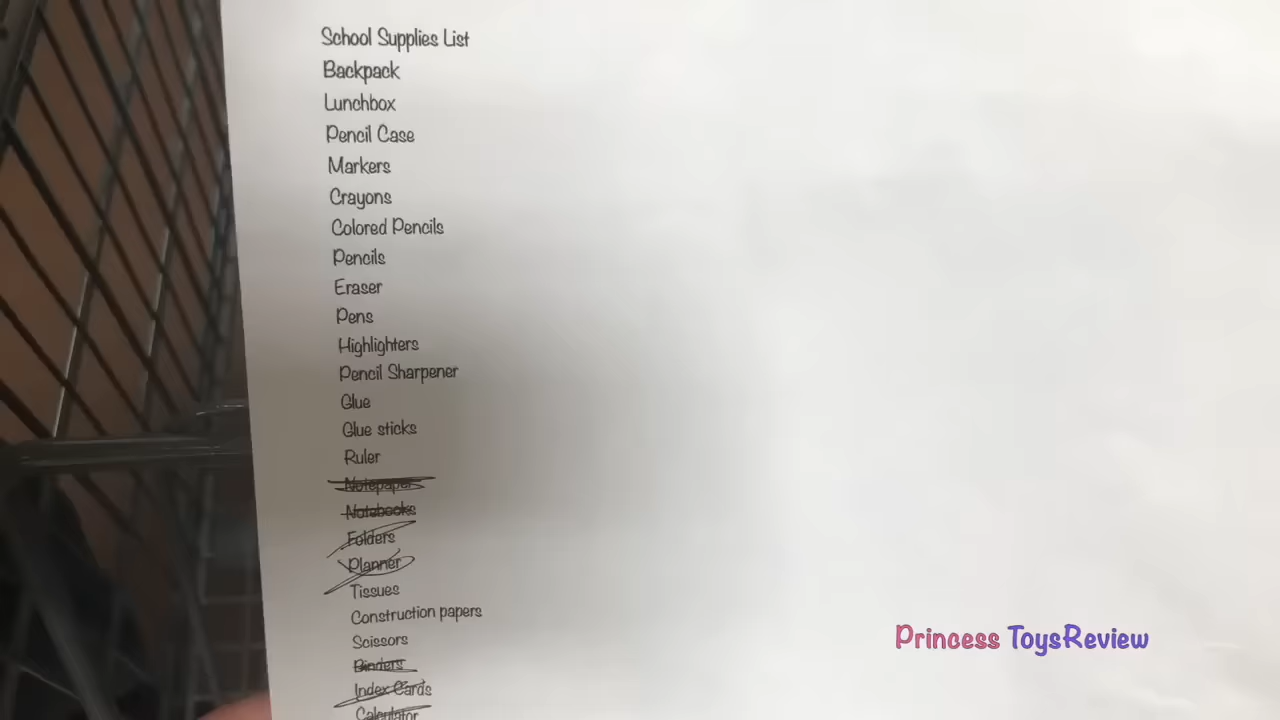 School Supplies List
Backpack
Lunchbox
Pencil Case
Markers
Crayons
Colored Pencils
Pencils
Eraser
Pens
Highlighters
Pencil Sharpener
Glue
Glue sticks
Ruler
Notepaper
Notebooks
Folders
Planner
Tissues
Construction papers
Scissors
Binders
Index Cards
Calculator
Princess ToysReview